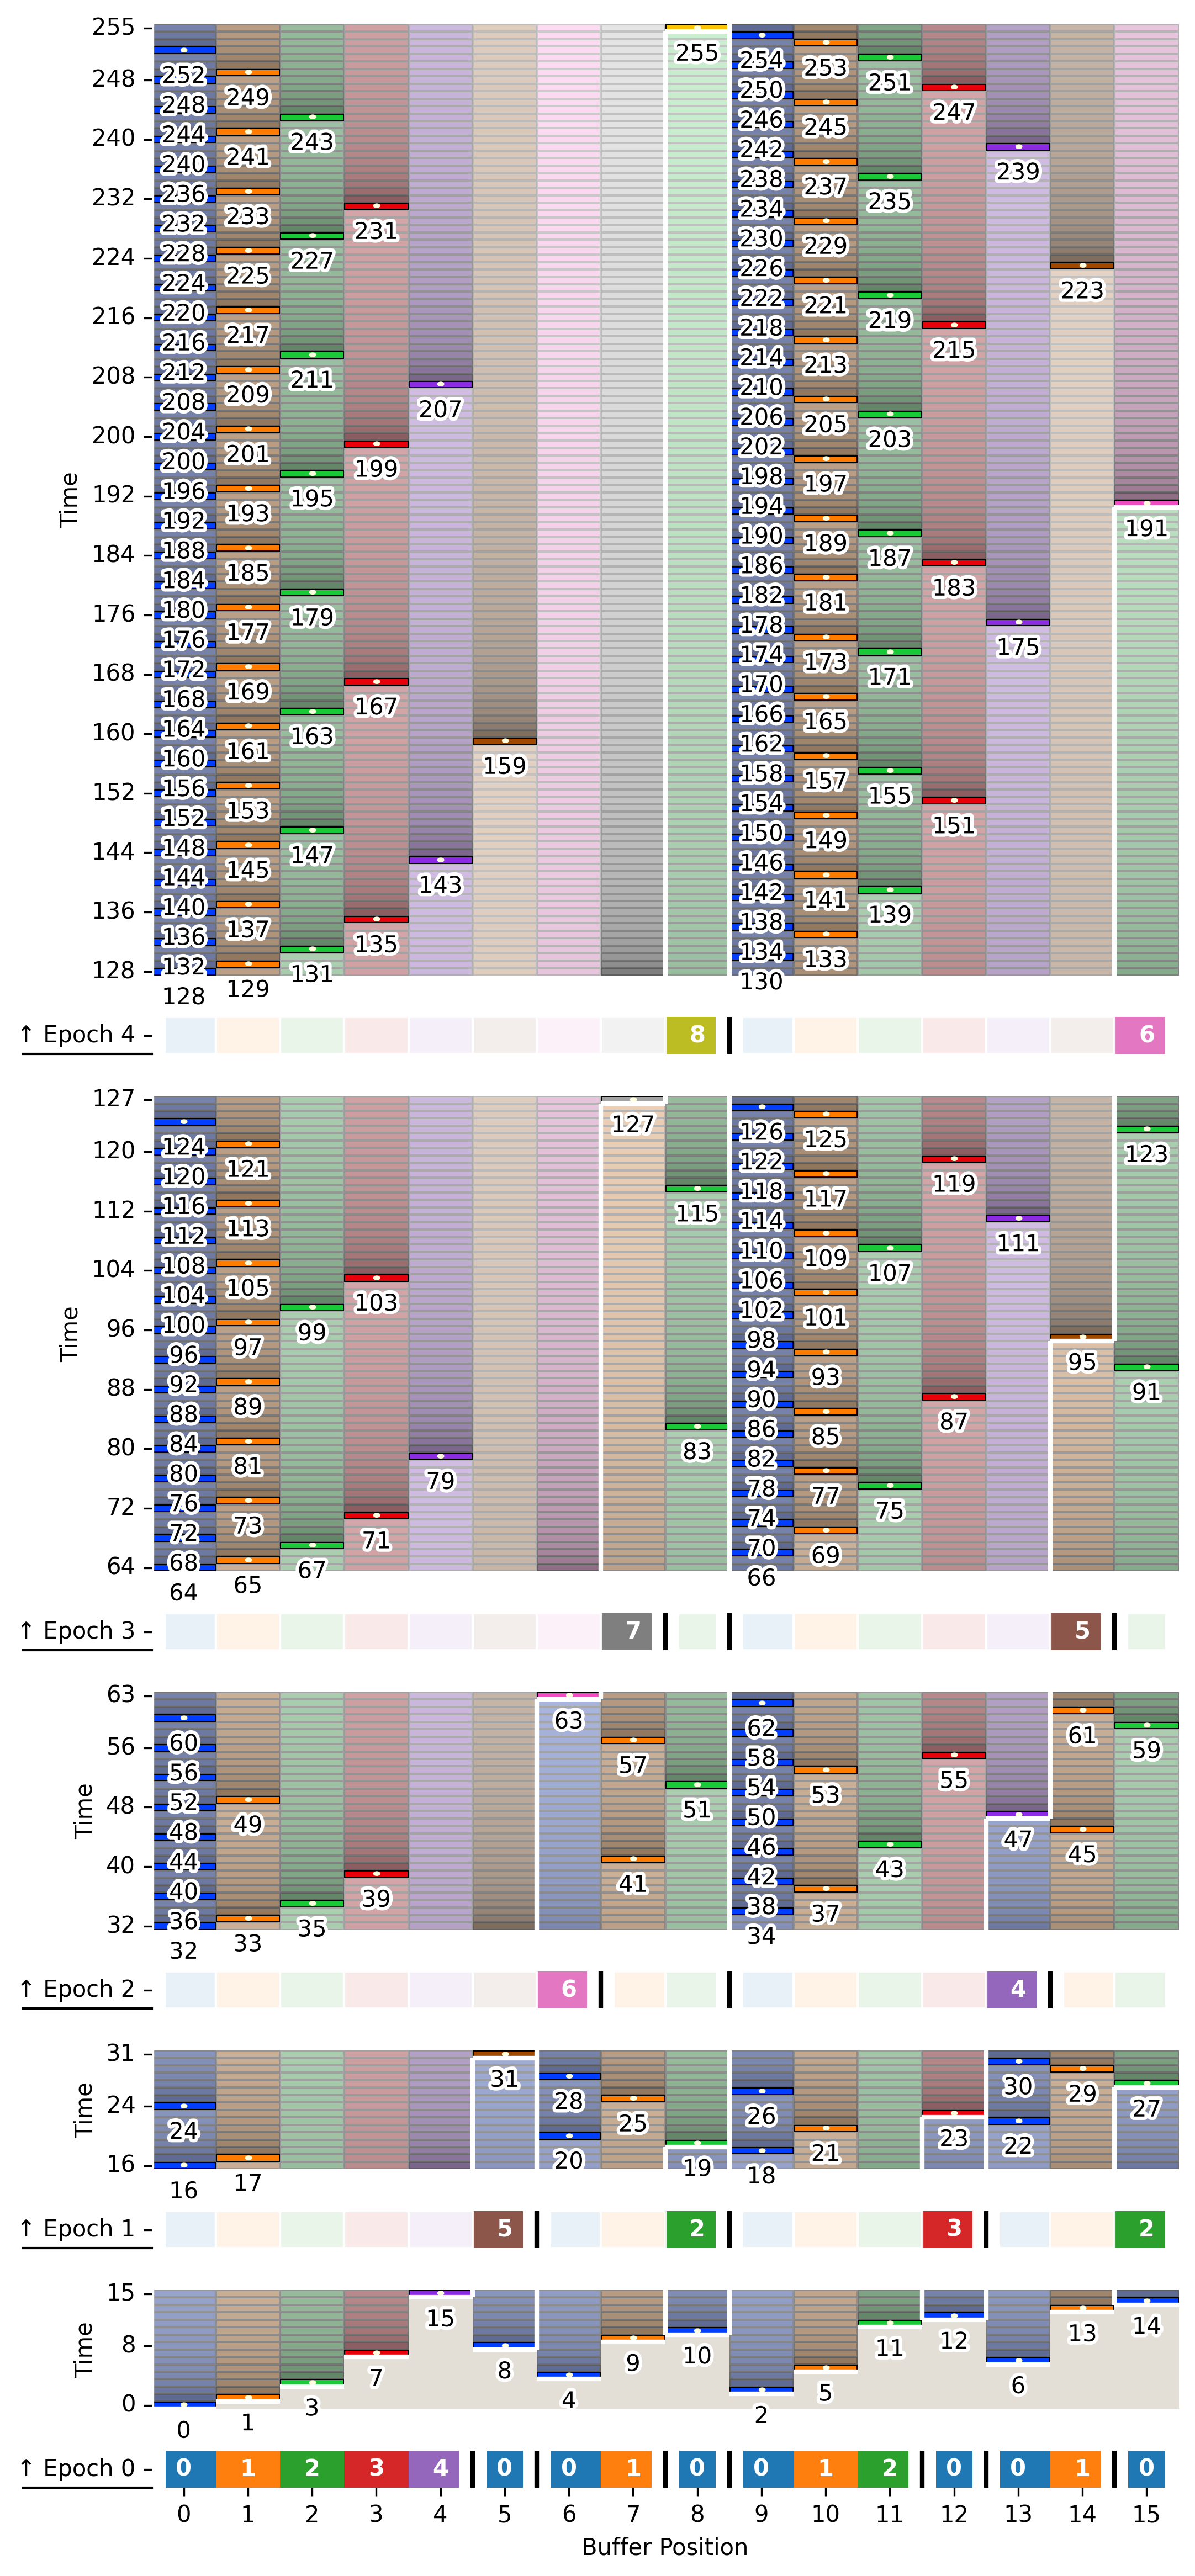 255 255 254 253
248 252 249 250 251
248 246 245 247
240 244 241 243 242
240 238 237 239
232 236 233 234 235
232 231 230 229
224 228 225 227 226
224 222 221 223
216 220 217 218 219
216 214 213 215
208 212 209 211 210
208 207 206 205
200 204 201 202 203
200 199 198 197
Time
192 196 193 195 194
192 190 189 191
184 188 185 186 187
184 182 181 183
176 180 177 179 178
176 174 173 175
168 172 169 170 171
168 167 166 165
160 164 161 163 162
160 159 158 157
152 156 153 154 155
152 150 149 151
144 148 145 147 146
144 143 142 141
136 140 137 138 139
136 135 134 133
128 132 129 131 130
128
↑ Epoch 4 8 6
127 127 126 125
120 124 121 122 123
120 118 117 119
112 116 113 115 114
112 110 109 111
104 108 105 106 107
104 103 102 101
Time
96 100 97 99 98
96 94 93 95
88 92 89 90 91
88 86 85 87
80 84 81 83 82
80 79 78 77
72 76 73 74 75
72 71 70 69
64 68 65 67 66
64
↑ Epoch 3 7 5
63 63 62 61
56 60 57 58 59
56 54 53 55
48 52 49 51 50
Time
48 46 47 45
40 44 41 42 43
40 39 38 37
32 36 33 35 34
32
↑ Epoch 2 6 4
31 31 30 29
24 28 25 26 27
Time
24 21 23 22
16 20 19 18
16 17
↑ Epoch 1 5 2 3 2
15 15 13 14
Time
8 8 9 10 11 12
7 6
0 4 5
0 1 3 2
↑ Epoch 0 0 1 2 3 4 0 0 1 0 0 1 2 0 0 1 0
0 1 2 3 4 5 6 7 8 9 10 11 12 13 14 15
Buffer Position